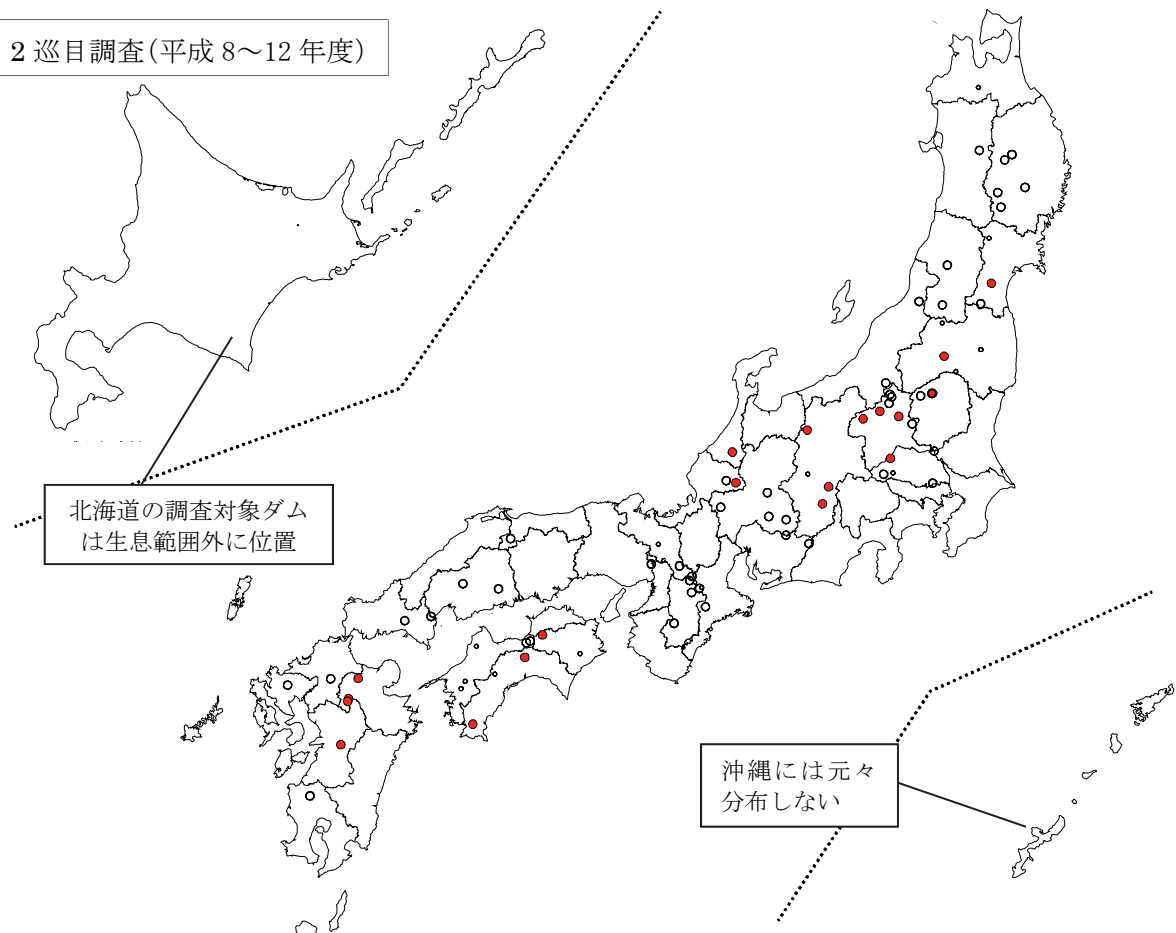 2 巡目調査(平成 8～12 年度)
北海道の調査対象ダム
は生息範囲外に位置
沖縄には元々
分布しない